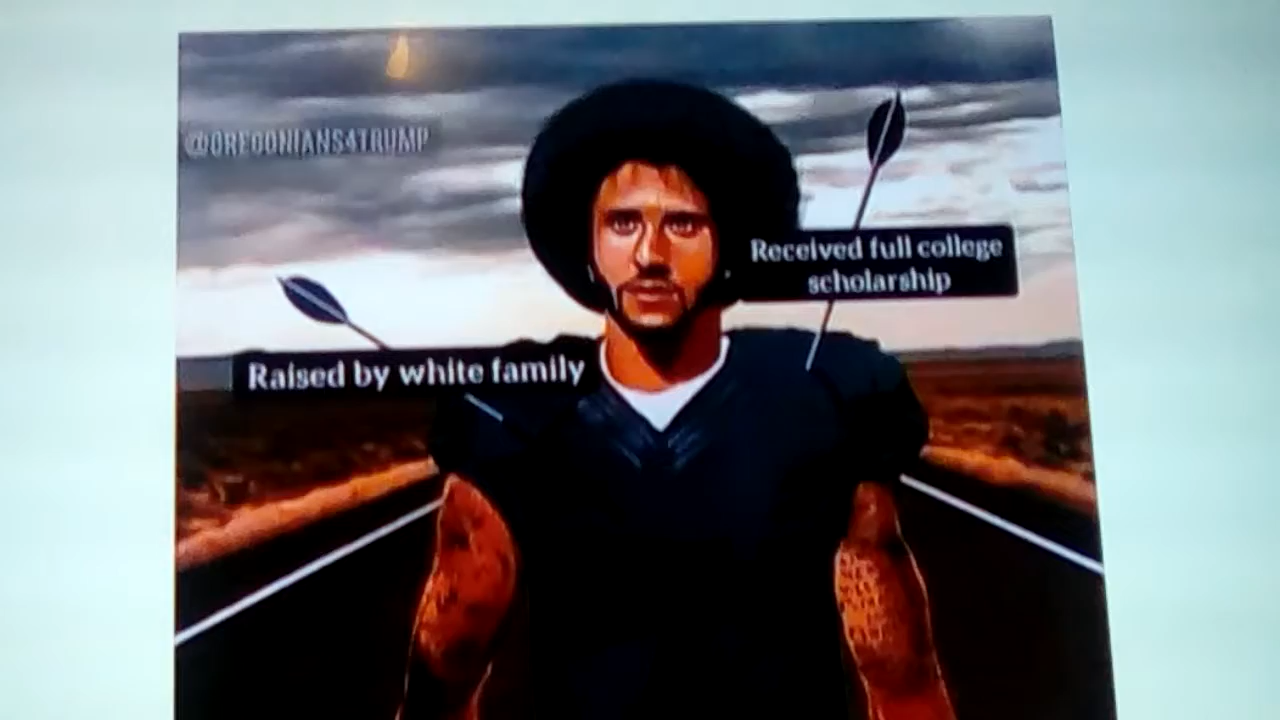 @OREGONIANS4TRUMP
Received full college
scholarship
Raised by white family